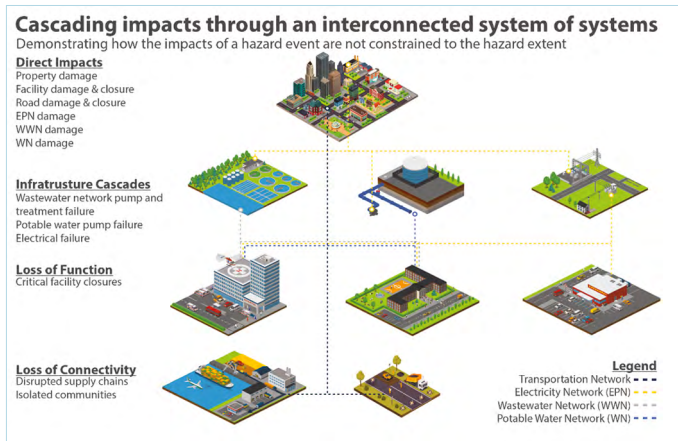 Cascading impacts through an interconnected system of systems
Demonstrating how the impacts of a hazard event are not constrained to the hazard extent
Direct Impacts
Property damage
Facility damage & closure
Road damage & closure
EPN damage
WWN damage
WN damage
Infratrusture Cascades
Wastewater network pump and
treatment failure
Potable water pump failure
Electrical failure
Loss of Function
Critical facility closures
Loss of Connectivity
Disrupted supply chains
Isolated communities
Legend
Transportation Network
Electricity Network (EPN)
Wastewater Network (WWN)
Potable Water Network (WN)